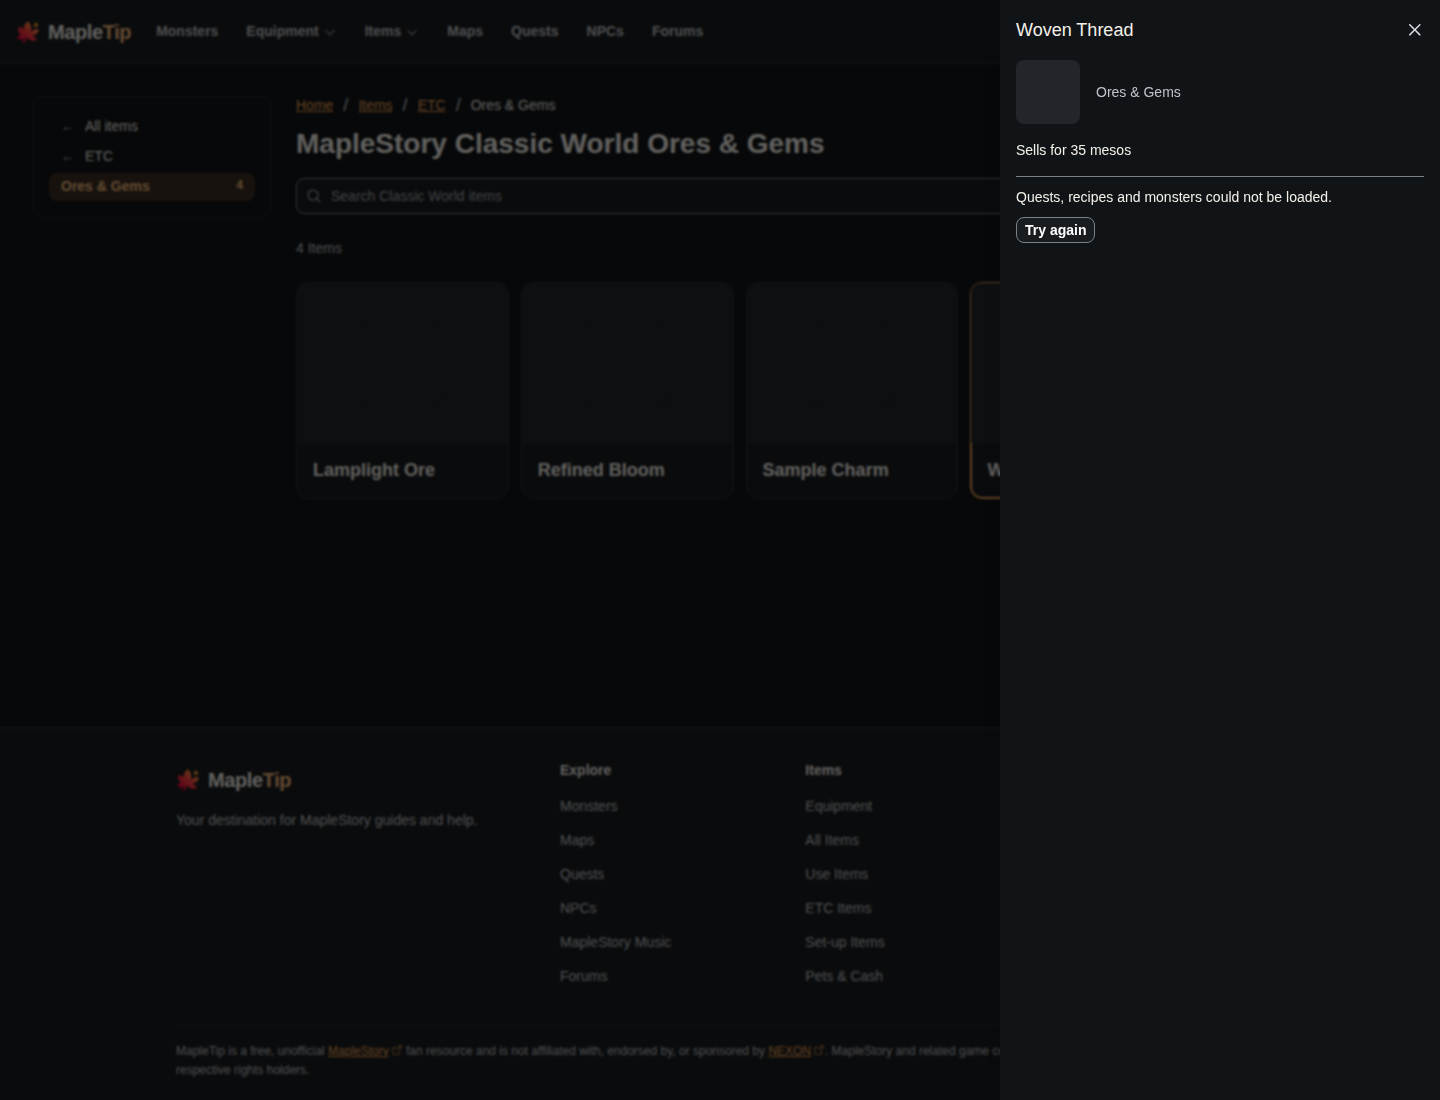 MapleTip Monsters Equipment Items Maps Quests NPCs Forums
Woven Thread
Ores & Gems
Sells for 35 mesos
Quests, recipes and monsters could not be loaded.
Try again
← All items
← ETC
Ores & Gems 4
Home / Items / ETC / Ores & Gems
MapleStory Classic World Ores & Gems
Search Classic World items
4 Items
Lamplight Ore
Refined Bloom
Sample Charm
MapleTip
Your destination for MapleStory guides and help.
Explore
Monsters
Maps
Quests
NPCs
MapleStory Music
Forums
Items
Equipment
All Items
Use Items
ETC Items
Set-up Items
Pets & Cash
MapleTip is a free, unofficial MapleStory fan resource and is not affiliated with, endorsed by, or sponsored by NEXON. MapleStory and related game
respective rights holders.